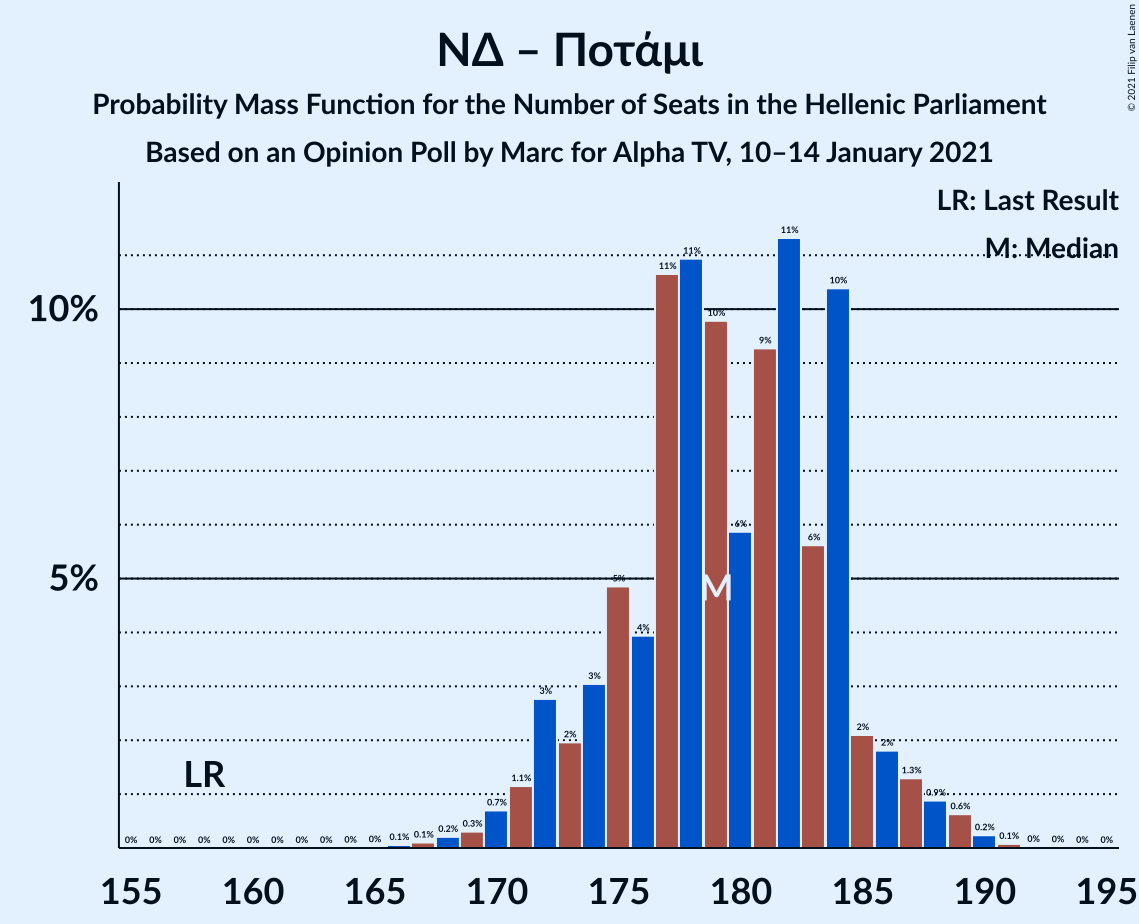 © 2021 Filip van Laenen
ΝΔ – Ποτάμι
Probability Mass Function for the Number of Seats in the Hellenic Parliament
Based on an Opinion Poll by Marc for Alpha TV, 10–14 January 2021
LR: Last Result
M: Median
10%
5%
LR
M
0% 0% 0% 0% 0% 0% 0% 0% 0% 0% 0% 0.1% 0.1% 0.2% 0.3% 0.7% 1.1% 3% 2% 3% 5% 4% 11% 11% 10% 6% 9% 11% 6% 10% 2% 2% 1.3% 0.9% 0.6% 0.2% 0.1% 0% 0% 0% 0%
155 160 165 170 175 180 185 190 195